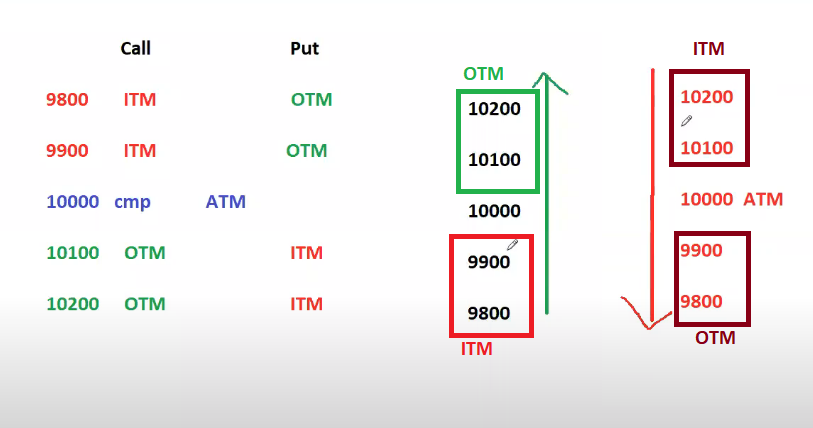 Call Put
9800 ITM OTM
9900 ITM OTM
10000 cmp ATM
10100 OTM ITM
10200 OTM ITM
OTM
10200
10100
10000
9900
9800
ITM
ITM
10200
10100
10000 ATM
9900
9800
OTM